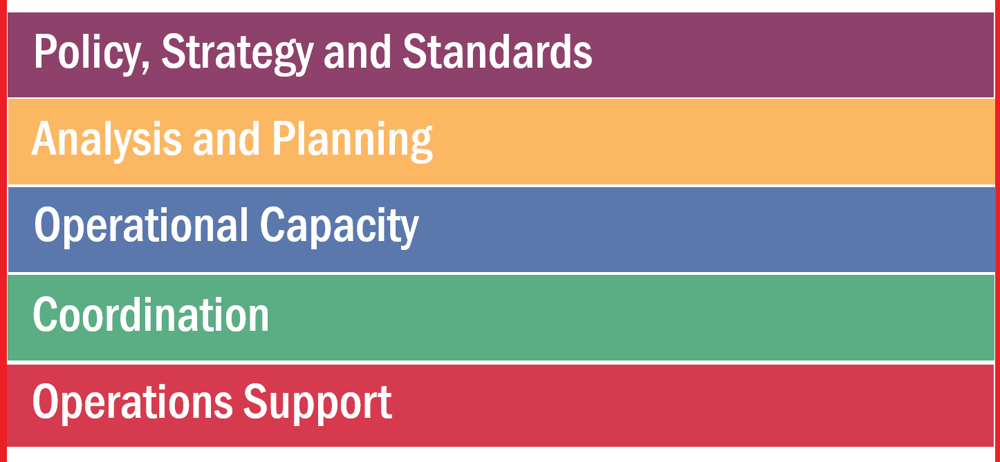 Policy, Strategy and Standards
Analysis and Planning
Operational Capacity
Coordination
Operations Support